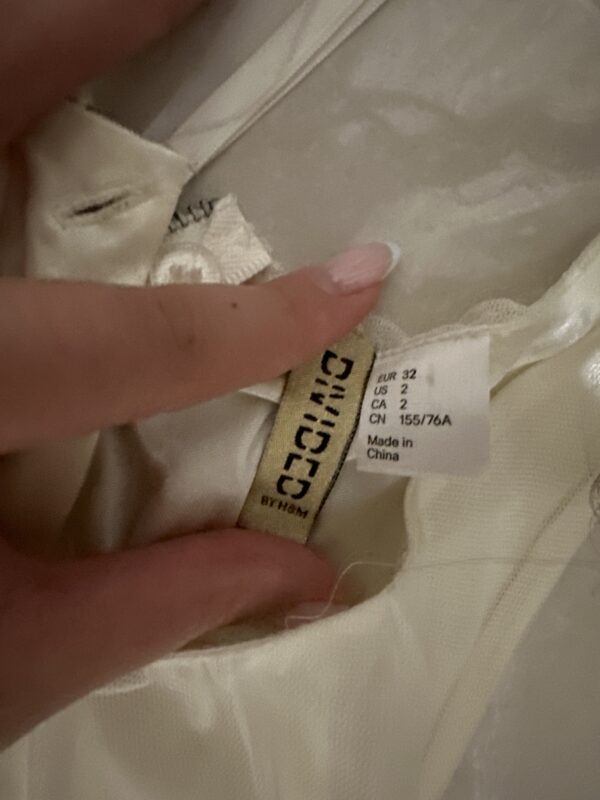 DIVIDED
BY H&M
EUR 32
US 2
CA 2
CN 155/76A
Made in
China